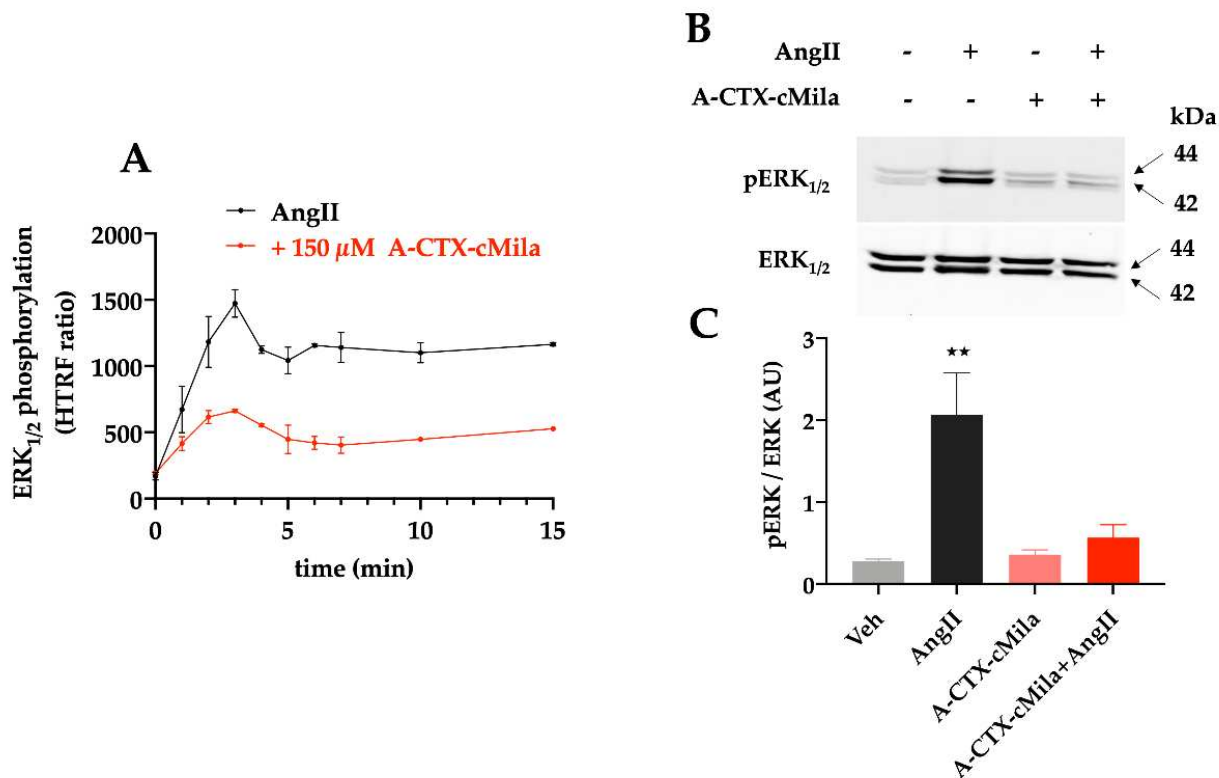 A
AngII
+ 150 µM A-CTX-cMila
ERK1/2 phosphorylation
(HTRF ratio)
2000
1500
1000
500
0
0 5 10 15
time (min)
B
AngII - + - +
A-CTX-cMila - - + +
kDa
pERK1/2
44
42
ERK1/2
44
42
C
pERK / ERK (AU)
3
2
1
0
★★
Veh
AngII
A-CTX-cMila
A-CTX-cMila+AngII